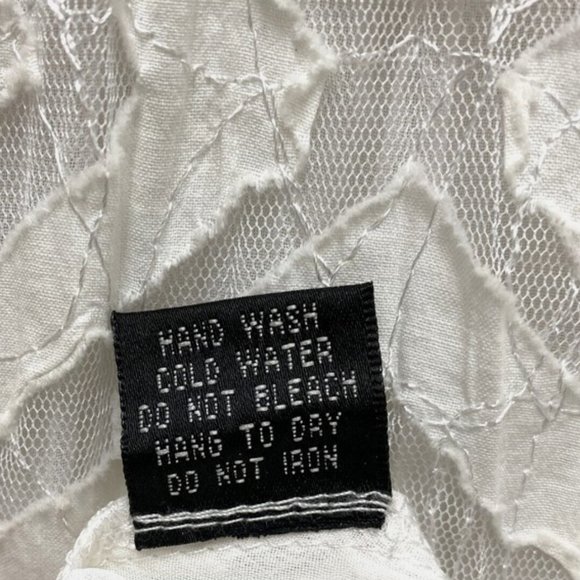 HAND WASH
COLD WATER
DO NOT BLEACH
HANG TO DRY
DO NOT IRON